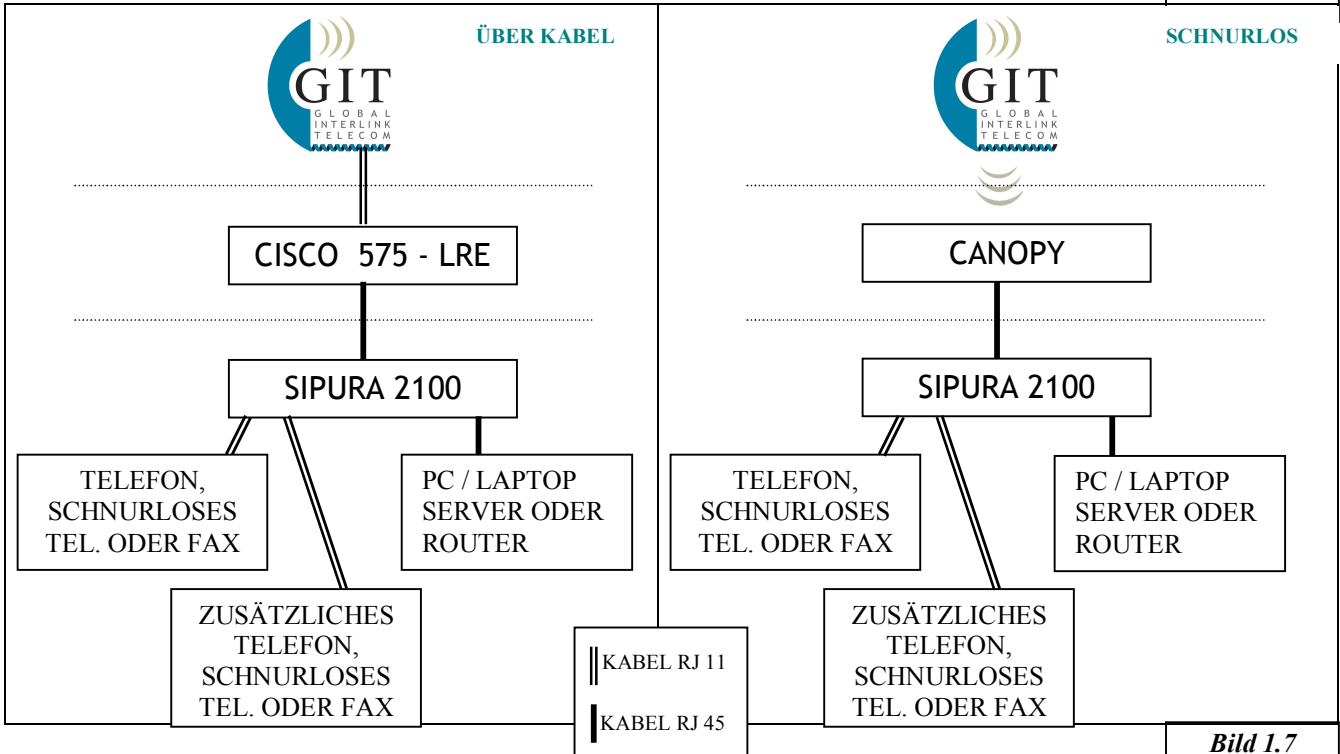 ÜBER KABEL
GIT
GLOBAL
INTERLINK
TELECOM
CISCO 575 - LRE
SIPURA 2100
TELEFON,
SCHNURLOSES
TEL. ODER FAX
PC / LAPTOP
SERVER ODER
ROUTER
ZUSÄTZLICHES
TELEFON,
SCHNURLOSES
TEL. ODER FAX
SCHNURLOS
GIT
GLOBAL
INTERLINK
TELECOM
CANOPY
SIPURA 2100
TELEFON,
SCHNURLOSES
TEL. ODER FAX
PC / LAPTOP
SERVER ODER
ROUTER
ZUSÄTZLICHES
TELEFON,
SCHNURLOSES
TEL. ODER FAX
KABEL RJ 11
KABEL RJ 45
Bild 1.7